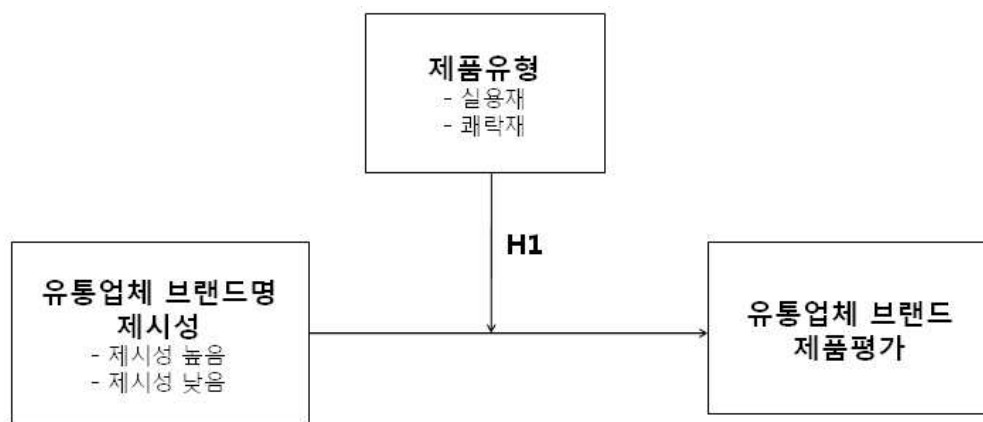 제품유형
- 실용재
- 쾌락재
H1
유통업체 브랜드명
제시성
- 제시성 높음
- 제시성 낮음
유통업체 브랜드
제품평가